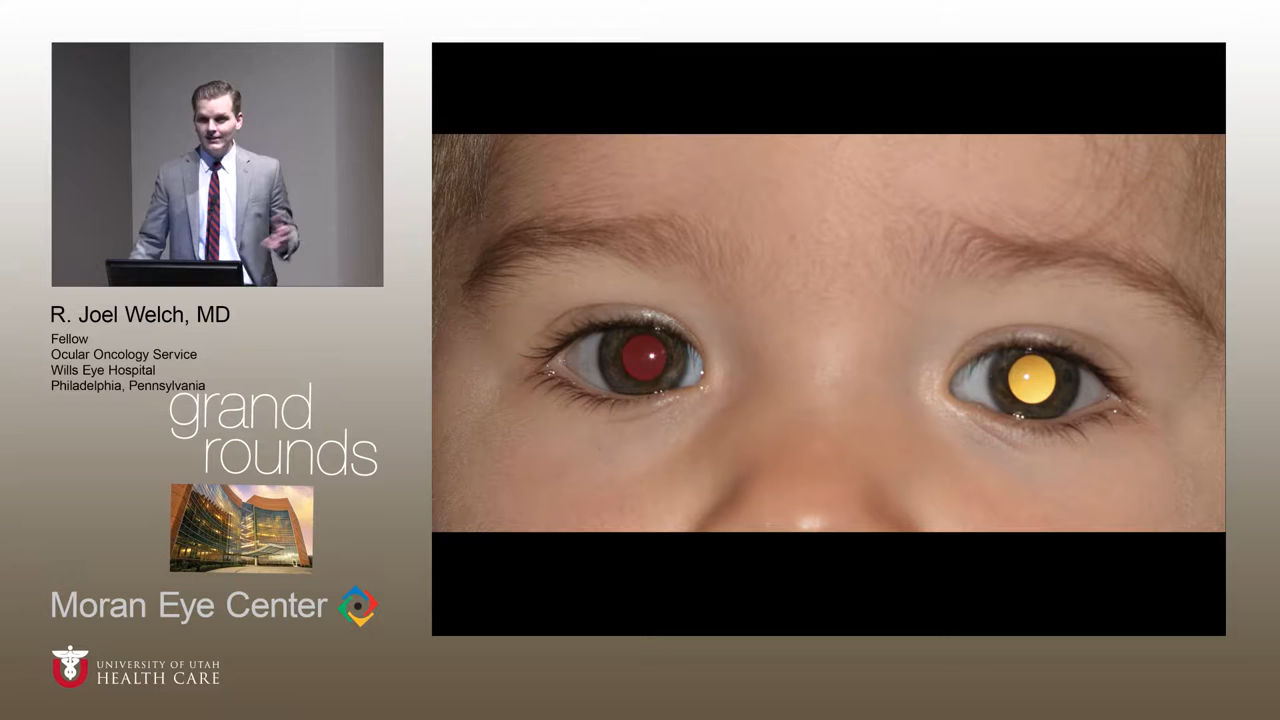 R. Joel Welch, MD
Fellow
Ocular Oncology Service
Wills Eye Hospital
Philadelphia, Pennsylvania
grand
rounds
Moran Eye Center
UNIVERSITY OF UTAH
HEALTH CARE